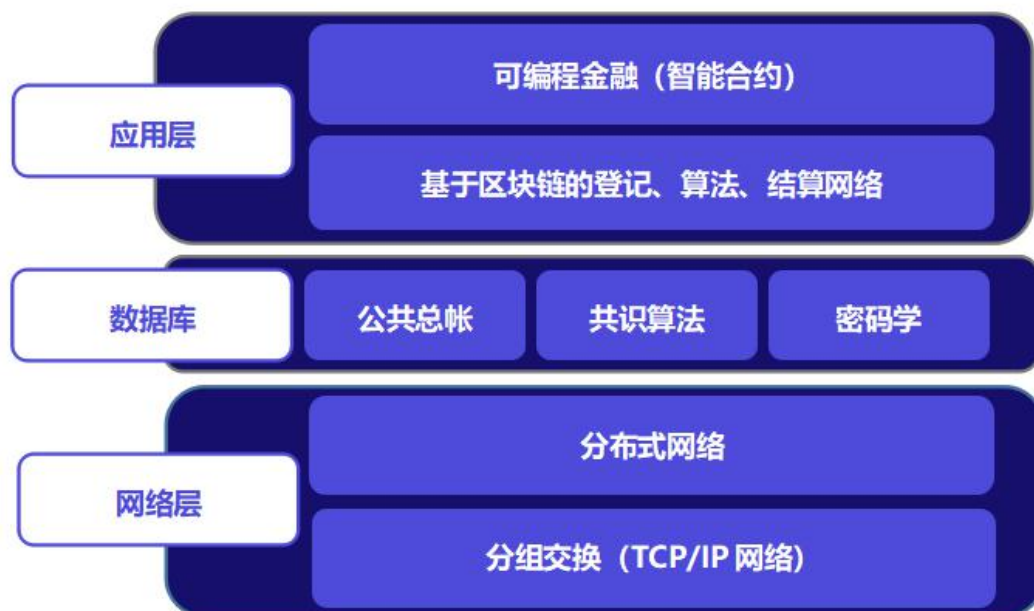 应用层
可编程金融（智能合约）
基于区块链的登记、算法、结算网络
数据库
公共总帐
共识算法
密码学
网络层
分布式网络
分组交换（TCP/IP 网络）